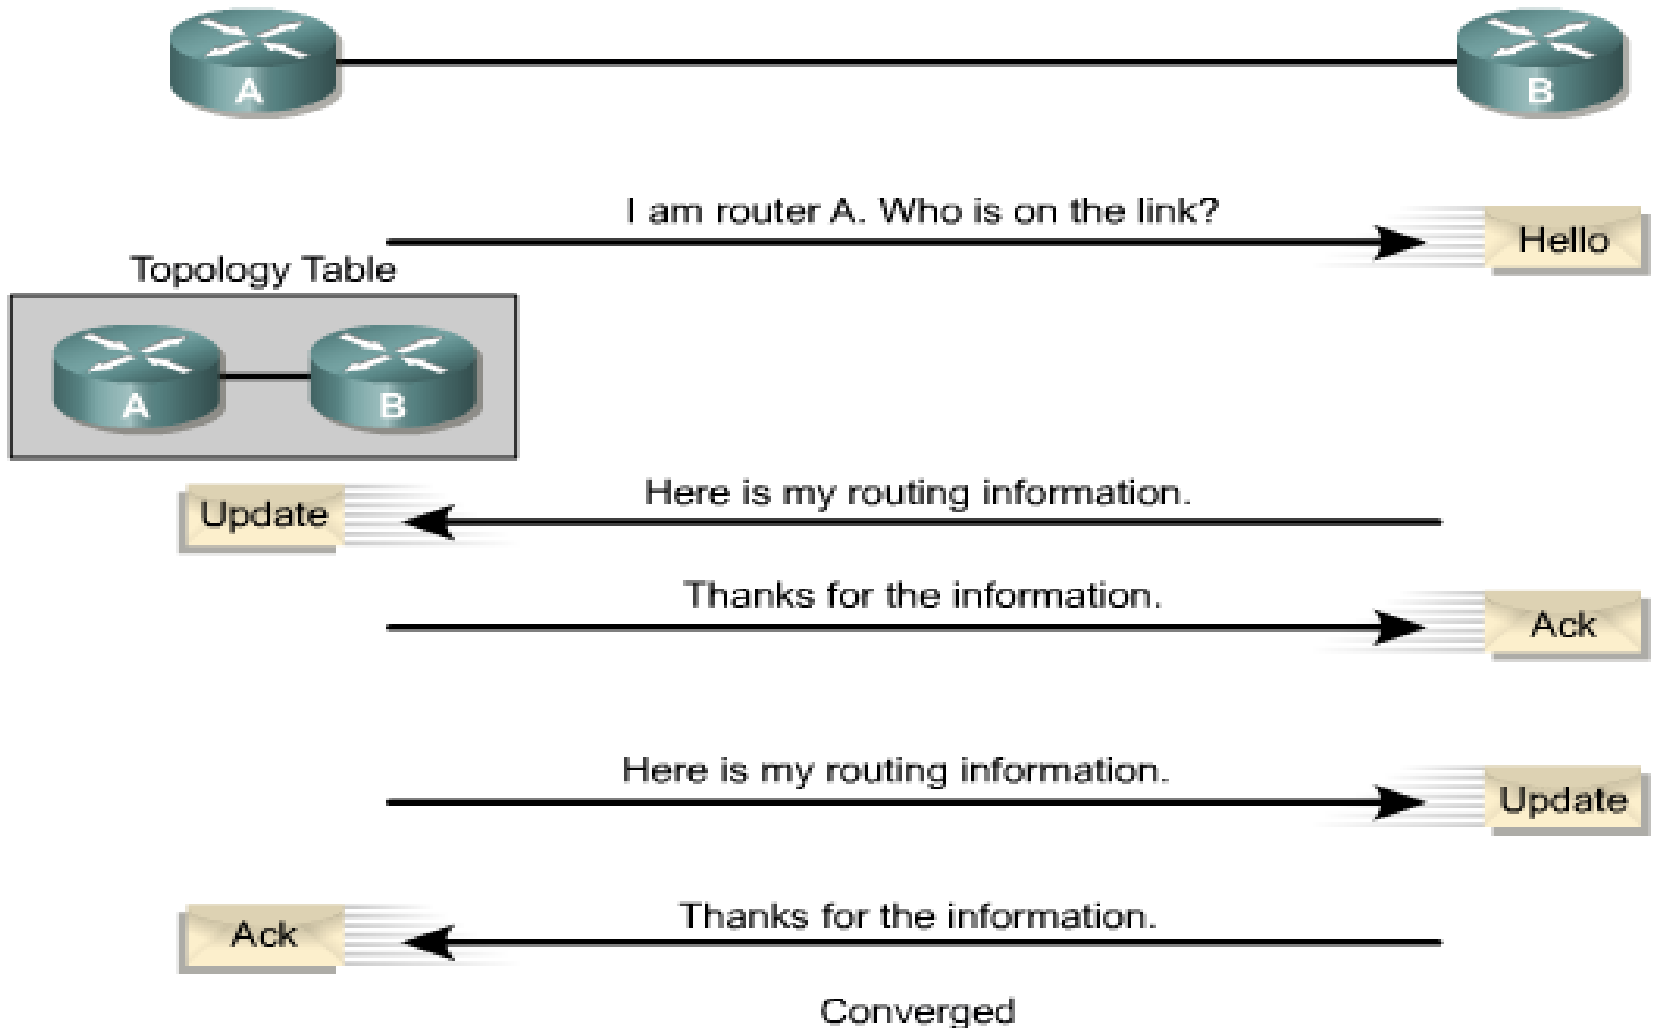 A
B
I am router A. Who is on the link?
Hello
Topology Table
A
B
Here is my routing information.
Update
Thanks for the information.
Ack
Here is my routing information.
Update
Thanks for the information.
Ack
Converged